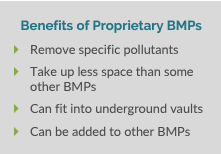 Benefits of Proprietary BMPs
Remove specific pollutants
Take up less space than some
other BMPs
Can fit into underground vaults
Can be added to other BMPs